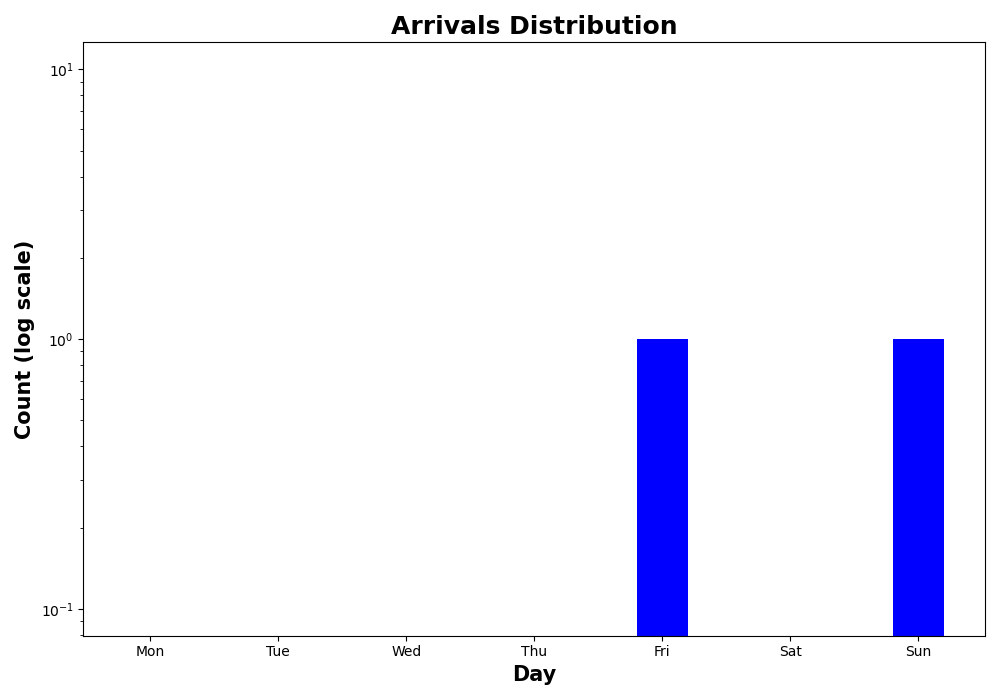 Arrivals Distribution
Count (log scale)
10¹
10⁰
10⁻¹
Mon Tue Wed Thu Fri Sat Sun
Day